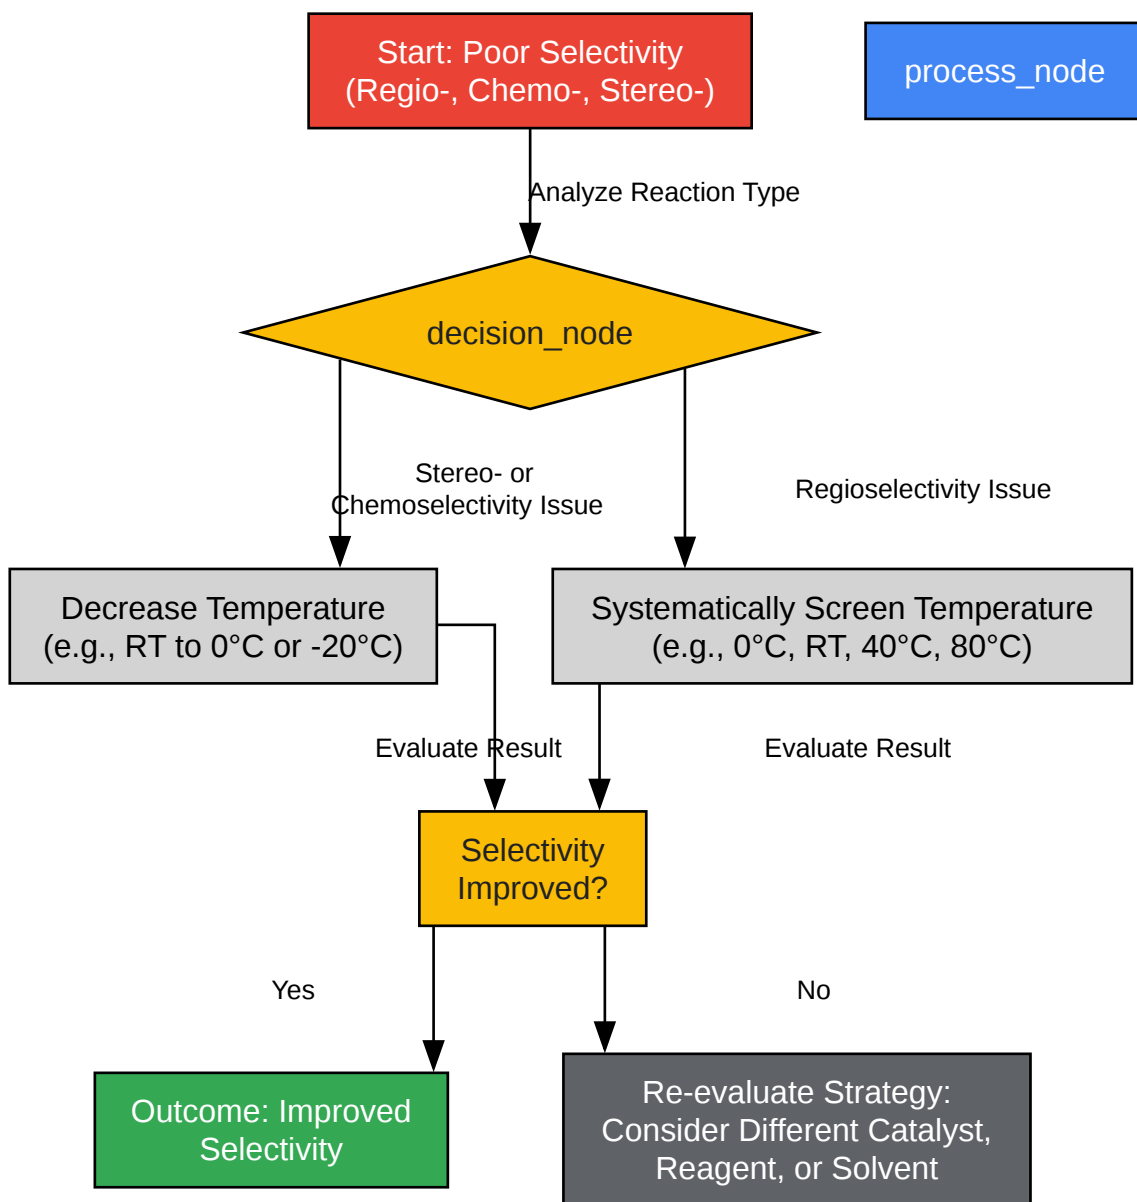 Start: Poor Selectivity
(Regio-, Chemo-, Stereo-)
process_node
Analyze Reaction Type
decision_node
Stereo- or
Chemoselectivity Issue
Regioselectivity Issue
Decrease Temperature
(e.g., RT to 0°C or -20°C)
Systematically Screen Temperature
(e.g., 0°C, RT, 40°C, 80°C)
Evaluate Result
Evaluate Result
Selectivity
Improved?
Yes
No
Outcome: Improved
Selectivity
Re-evaluate Strategy:
Consider Different Catalyst,
Reagent, or Solvent